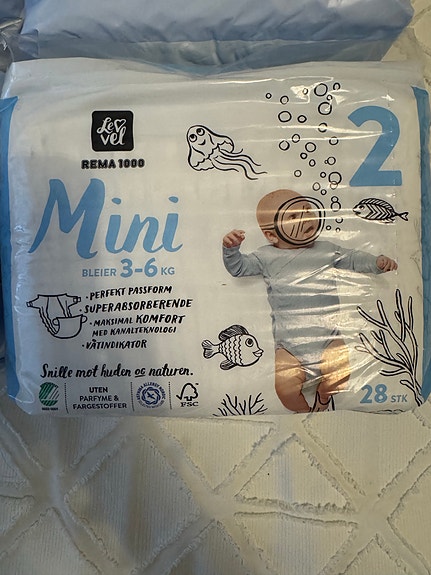 Le♥
vel
REMA 1000
2
Mini
BLEIER 3-6 KG
• PERFEKT PASSFORM
• SUPERABSORBERENDE
• MAKSIMAL KOMFORT
MED KANALTEKNOLOGI
• VÅTINDIKATOR
Snille mot huden og naturen.
UTEN
PARFYME &
FARGESTOFFER
FSC
28 STK